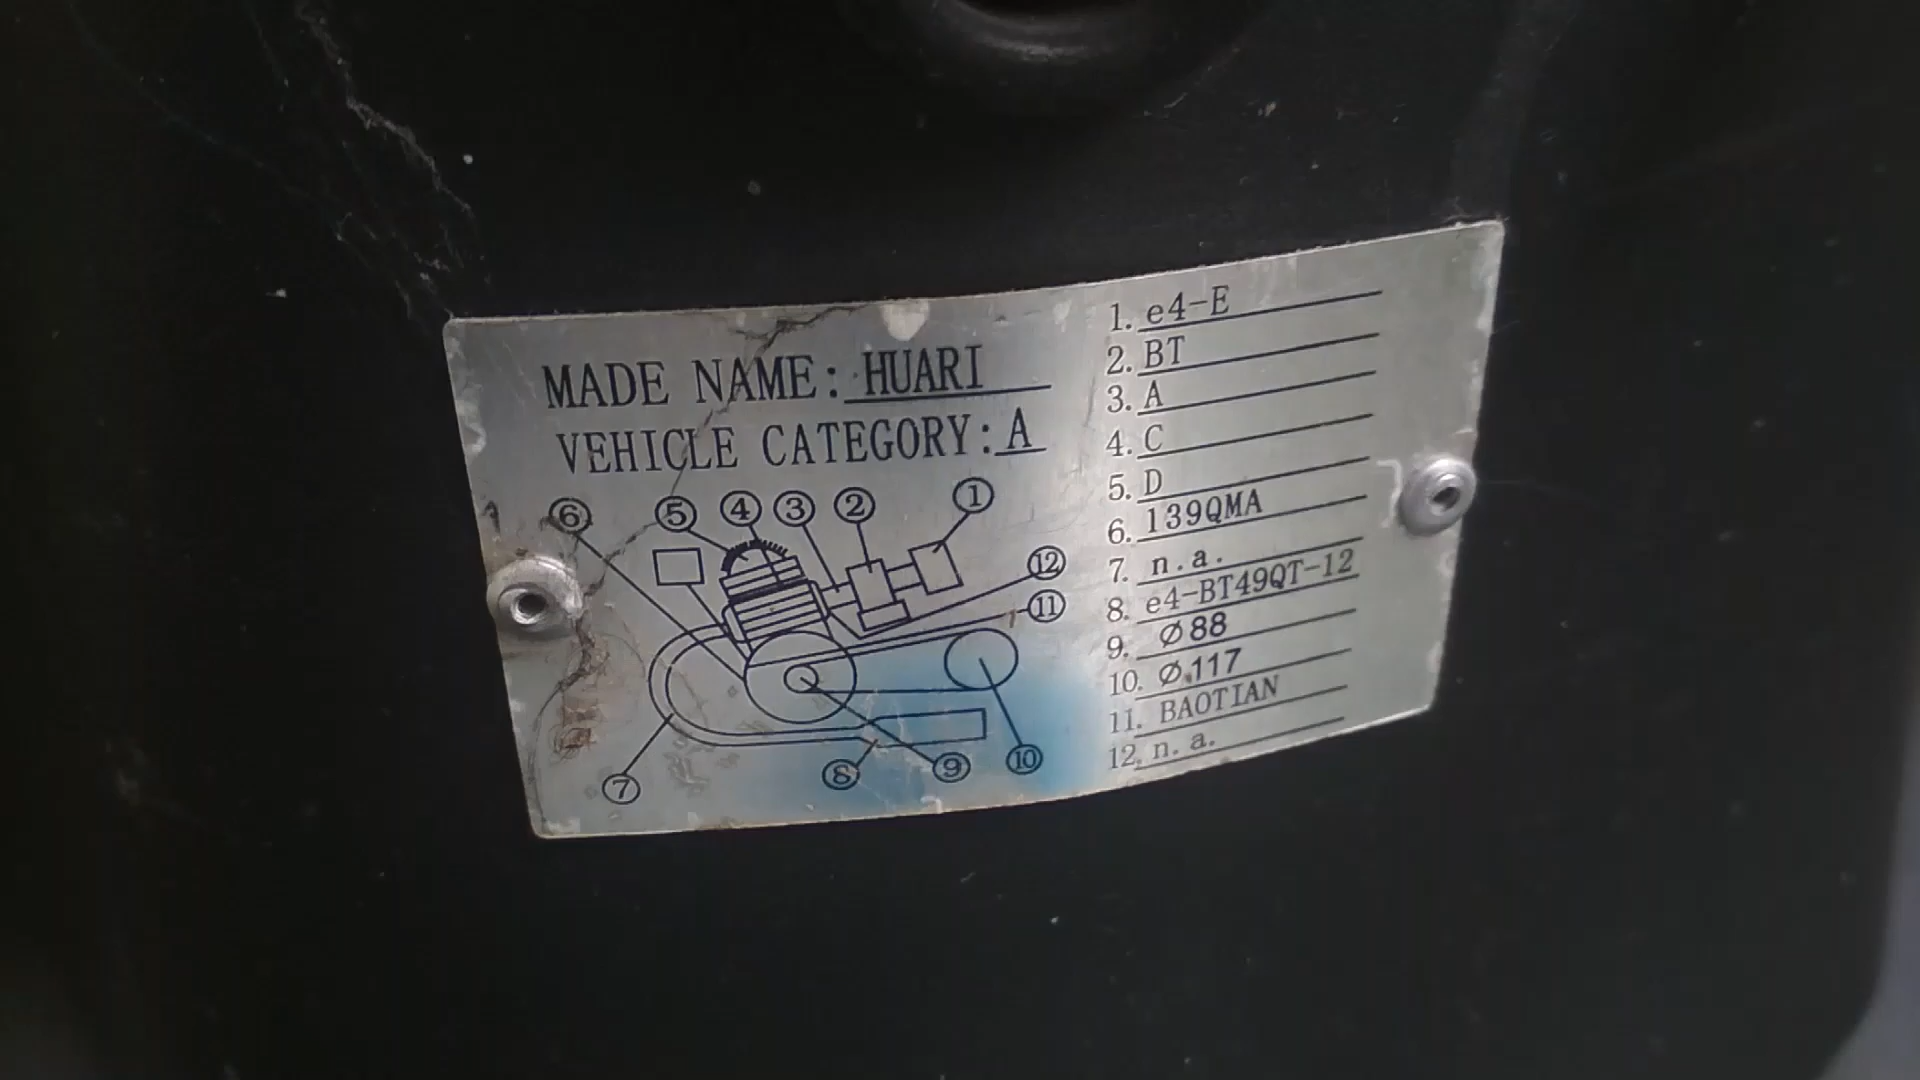 MADE NAME: HUARI
VEHICLE CATEGORY: A
⑥ ⑤ ④ ③ ② ①
⑫
⑪
⑦ ⑧ ⑨ ⑩
1. e4-E
2. BT
3. A
4. C
5. D
6. 139QMA
7. n.a.
8. e4-BT49QT-12
9. Ø88
10. Ø117
11. BAOTIAN
12. n.a.